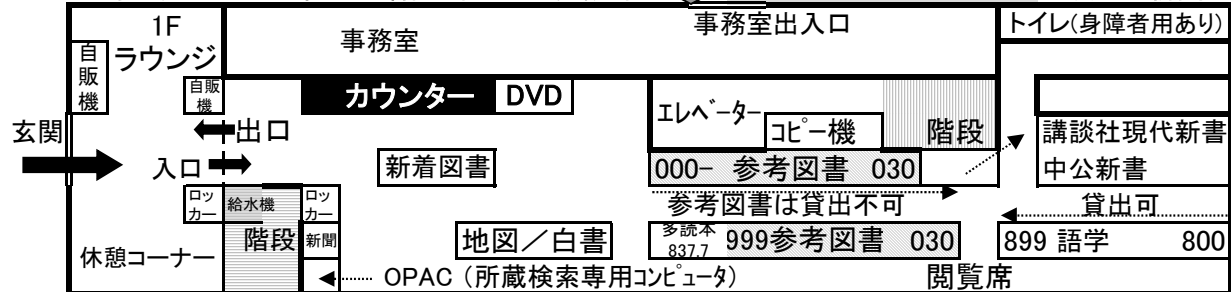 1F
ラウンジ
自販機
事務室
事務室出入口
トイレ(身障者用あり)
自販機
カウンター
DVD
エレベーター
コピー機
階段
講談社現代新書
中公新書
玄関
出口
入口
新着図書
000- 参考図書 030
参考図書は貸出不可
貸出可
ロッカー
給水機
ロッカー
階段
新聞
休憩コーナー
地図/白書
多読本
837.7
999参考図書 030
899 語学 800
OPAC(所蔵検索専用コンピュータ)
閲覧席